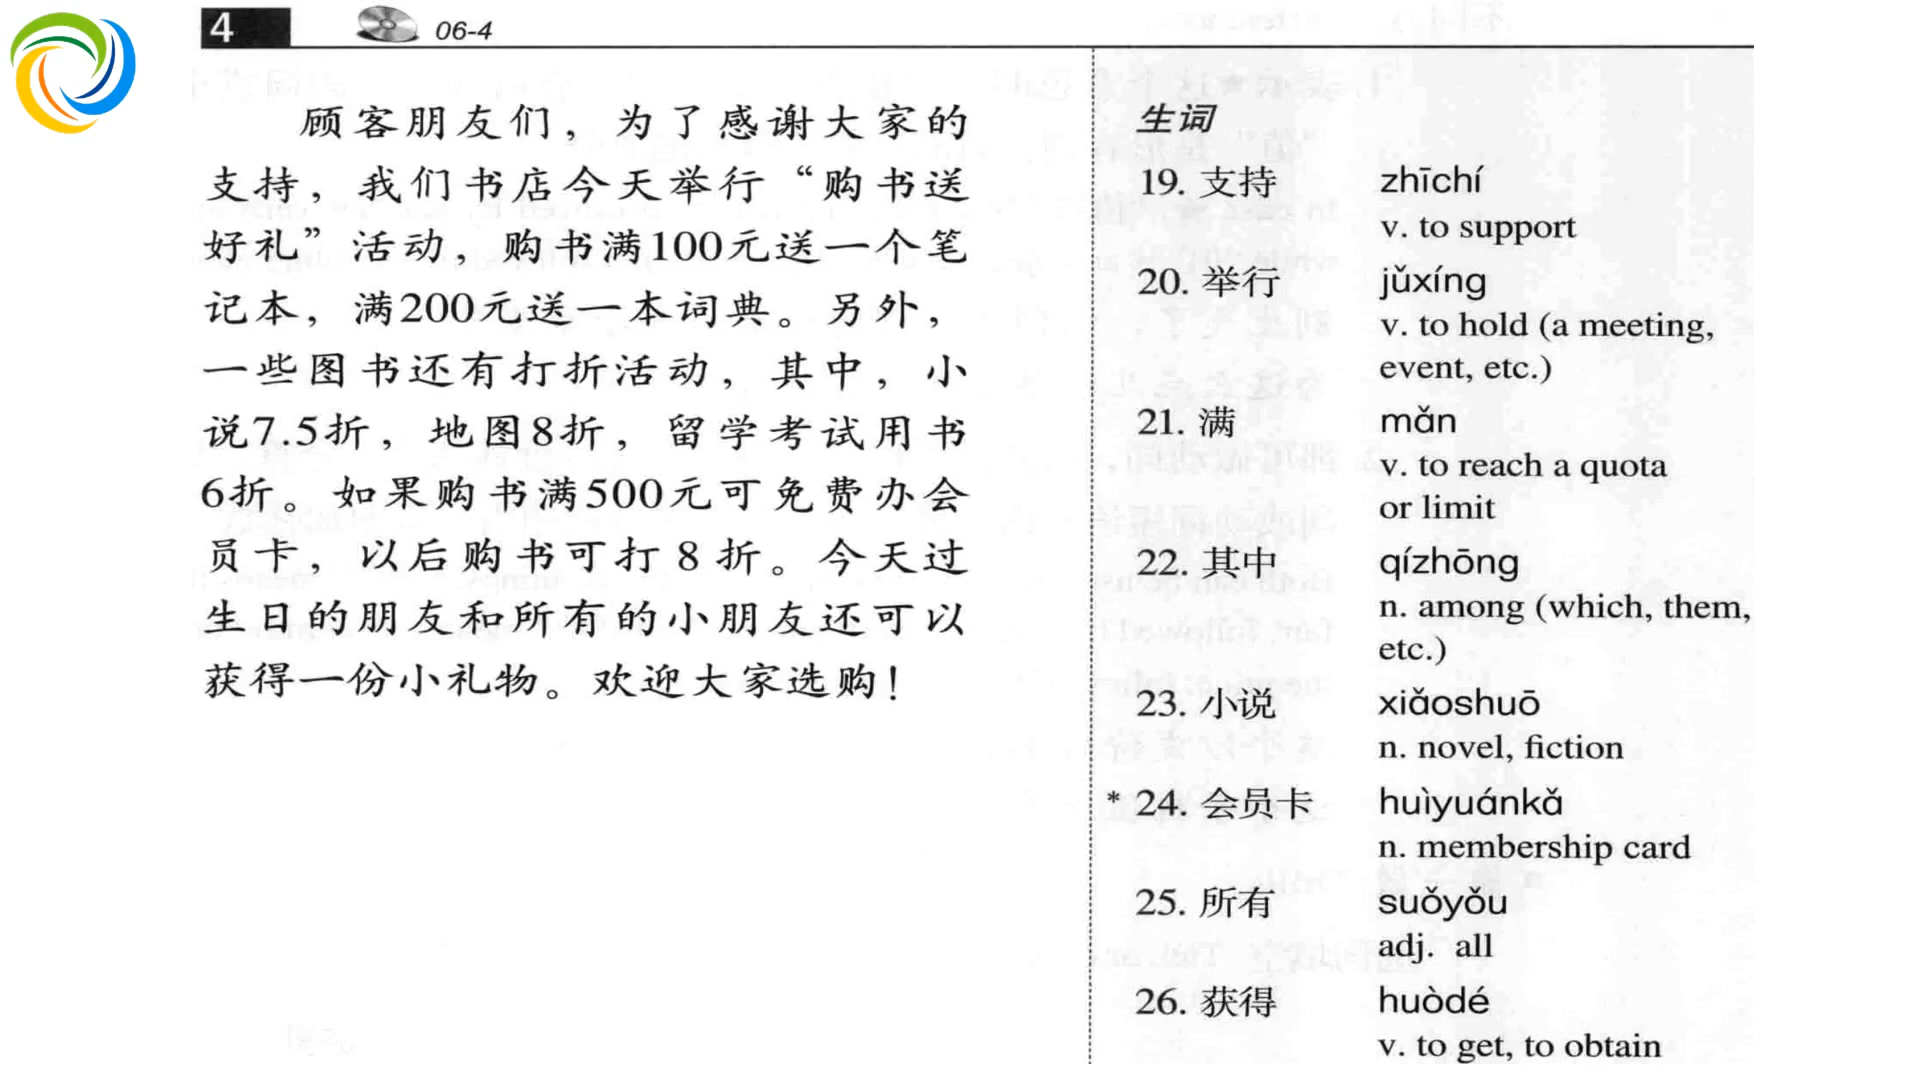 4 06-4
顾客朋友们，为了感谢大家的
支持，我们书店今天举行“购书送
好礼”活动，购书满100元送一个笔
记本，满200元送一本词典。另外，
一些图书还有打折活动，其中，小
说7.5折，地图8折，留学考试用书
6折。如果购书满500元可免费办会
员卡，以后购书可打8折。今天过
生日的朋友和所有的小朋友还可以
获得一份小礼物。欢迎大家选购！
生词
19. 支持 zhīchí
v. to support
20. 举行 jǔxíng
v. to hold (a meeting,
event, etc.)
21. 满 mǎn
v. to reach a quota
or limit
22. 其中 qízhōng
n. among (which, them,
etc.)
23. 小说 xiǎoshuō
n. novel, fiction
* 24. 会员卡 huìyuánkǎ
n. membership card
25. 所有 suǒyǒu
adj. all
26. 获得 huòdé
v. to get, to obtain